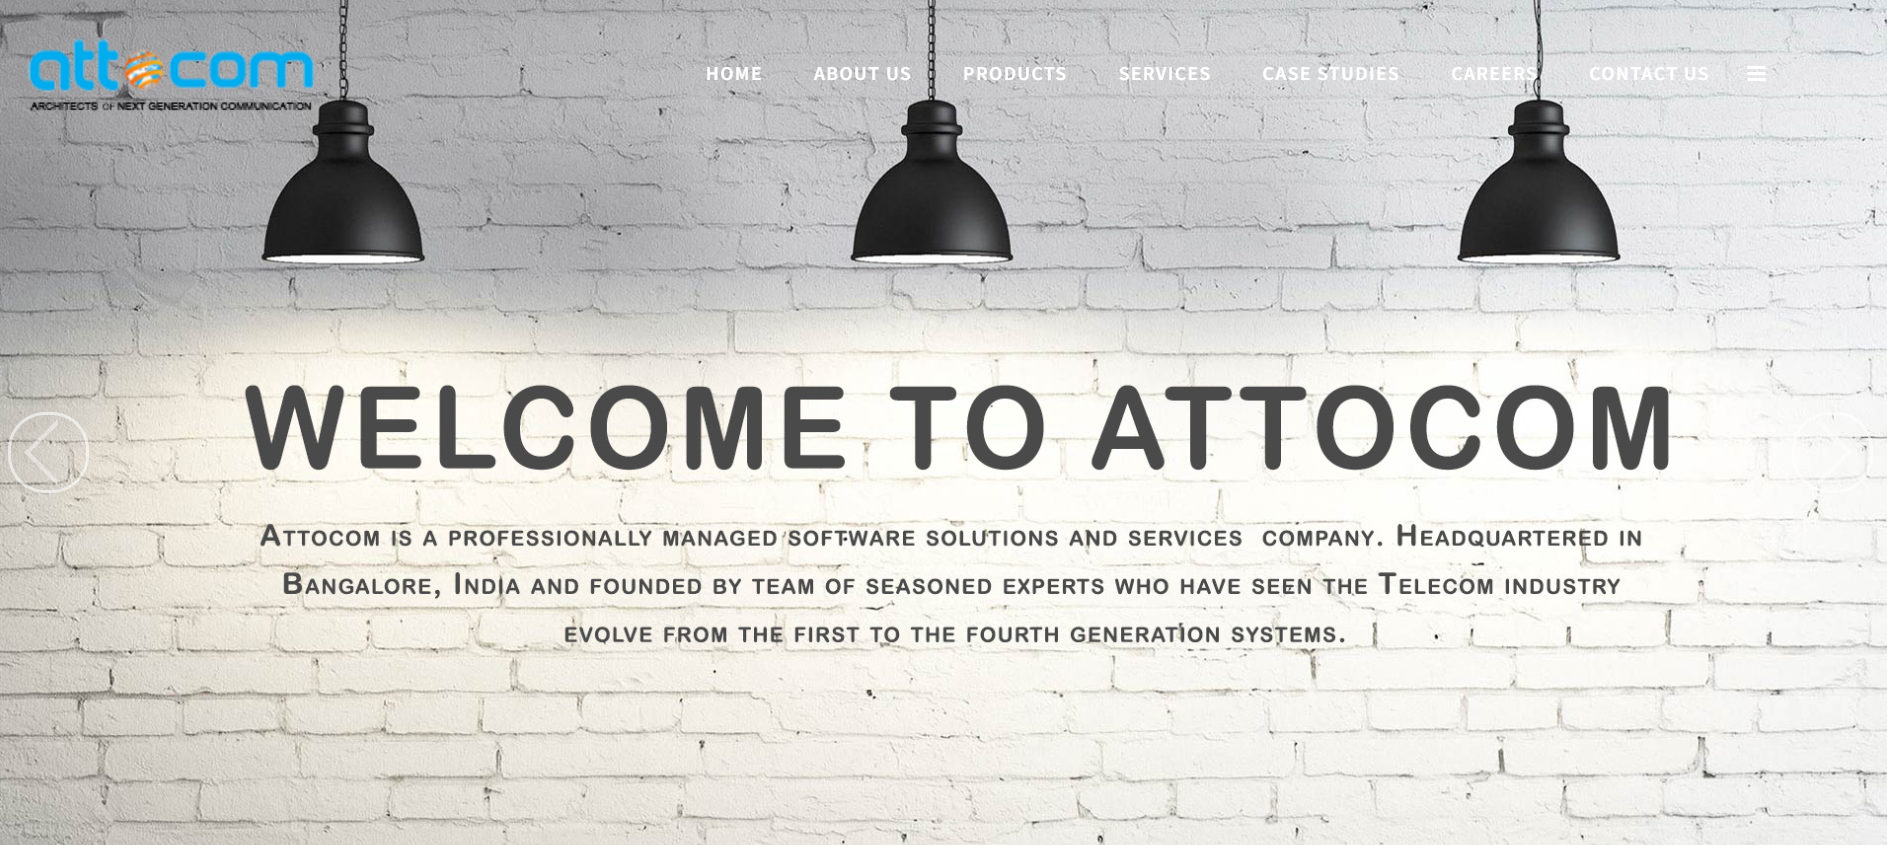 attocom
ARCHITECTS OF NEXT GENERATION COMMUNICATION
HOME ABOUT US PRODUCTS SERVICES CASE STUDIES CAREERS CONTACT US
WELCOME TO ATTOCOM
ATTOCOM IS A PROFESSIONALLY MANAGED SOFTWARE SOLUTIONS AND SERVICES COMPANY. HEADQUARTERED IN
BANGALORE, INDIA AND FOUNDED BY TEAM OF SEASONED EXPERTS WHO HAVE SEEN THE TELECOM INDUSTRY
EVOLVE FROM THE FIRST TO THE FOURTH GENERATION SYSTEMS.